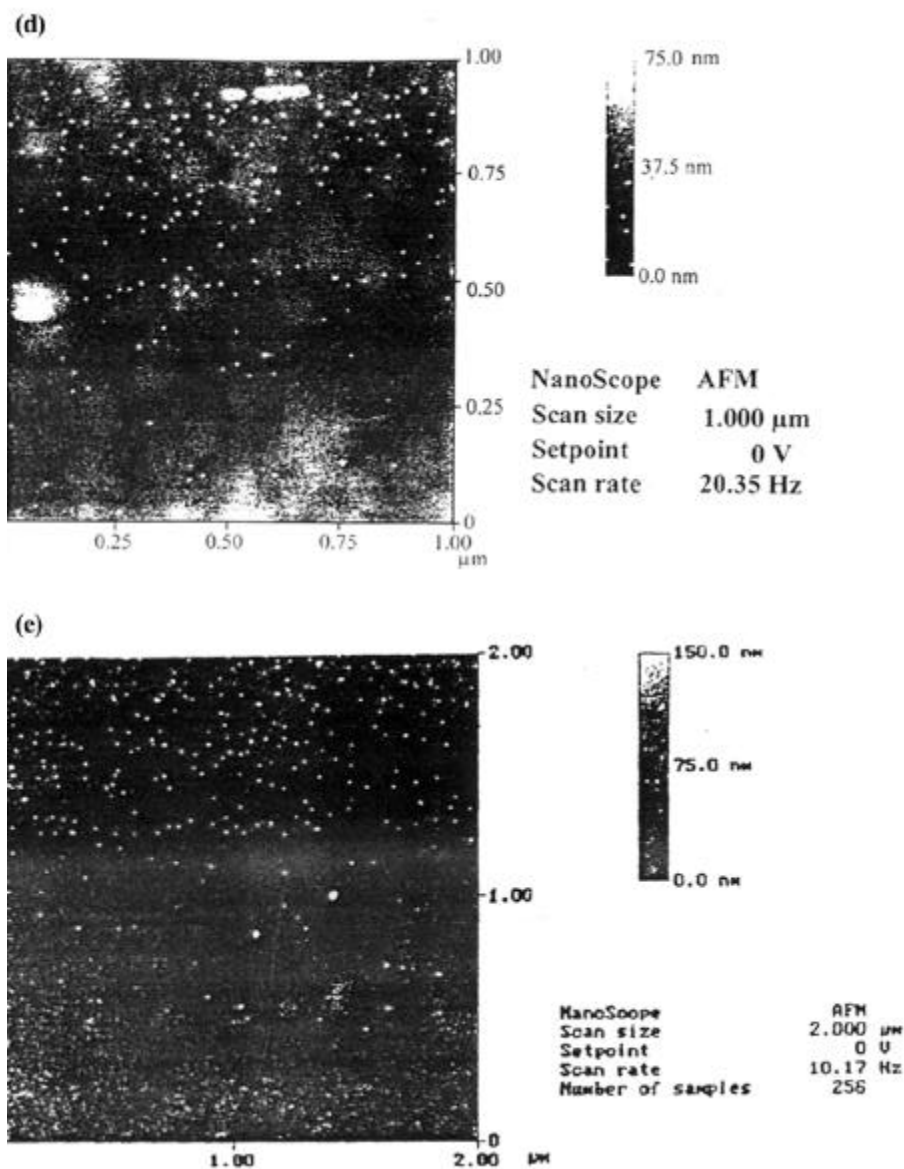 (d)
1.00
0.75
0.50
0.25
0
0.25 0.50 0.75 1.00
µm
75.0 nm
37.5 nm
0.0 nm
NanoScope AFM
Scan size 1.000 µm
Setpoint 0 V
Scan rate 20.35 Hz
(e)
2.00
1.00
0
1.00 2.00 µm
150.0 nm
75.0 nm
0.0 nm
NanoScope AFM
Scan size 2.000 µm
Setpoint 0 V
Scan rate 10.17 Hz
Number of samples 256